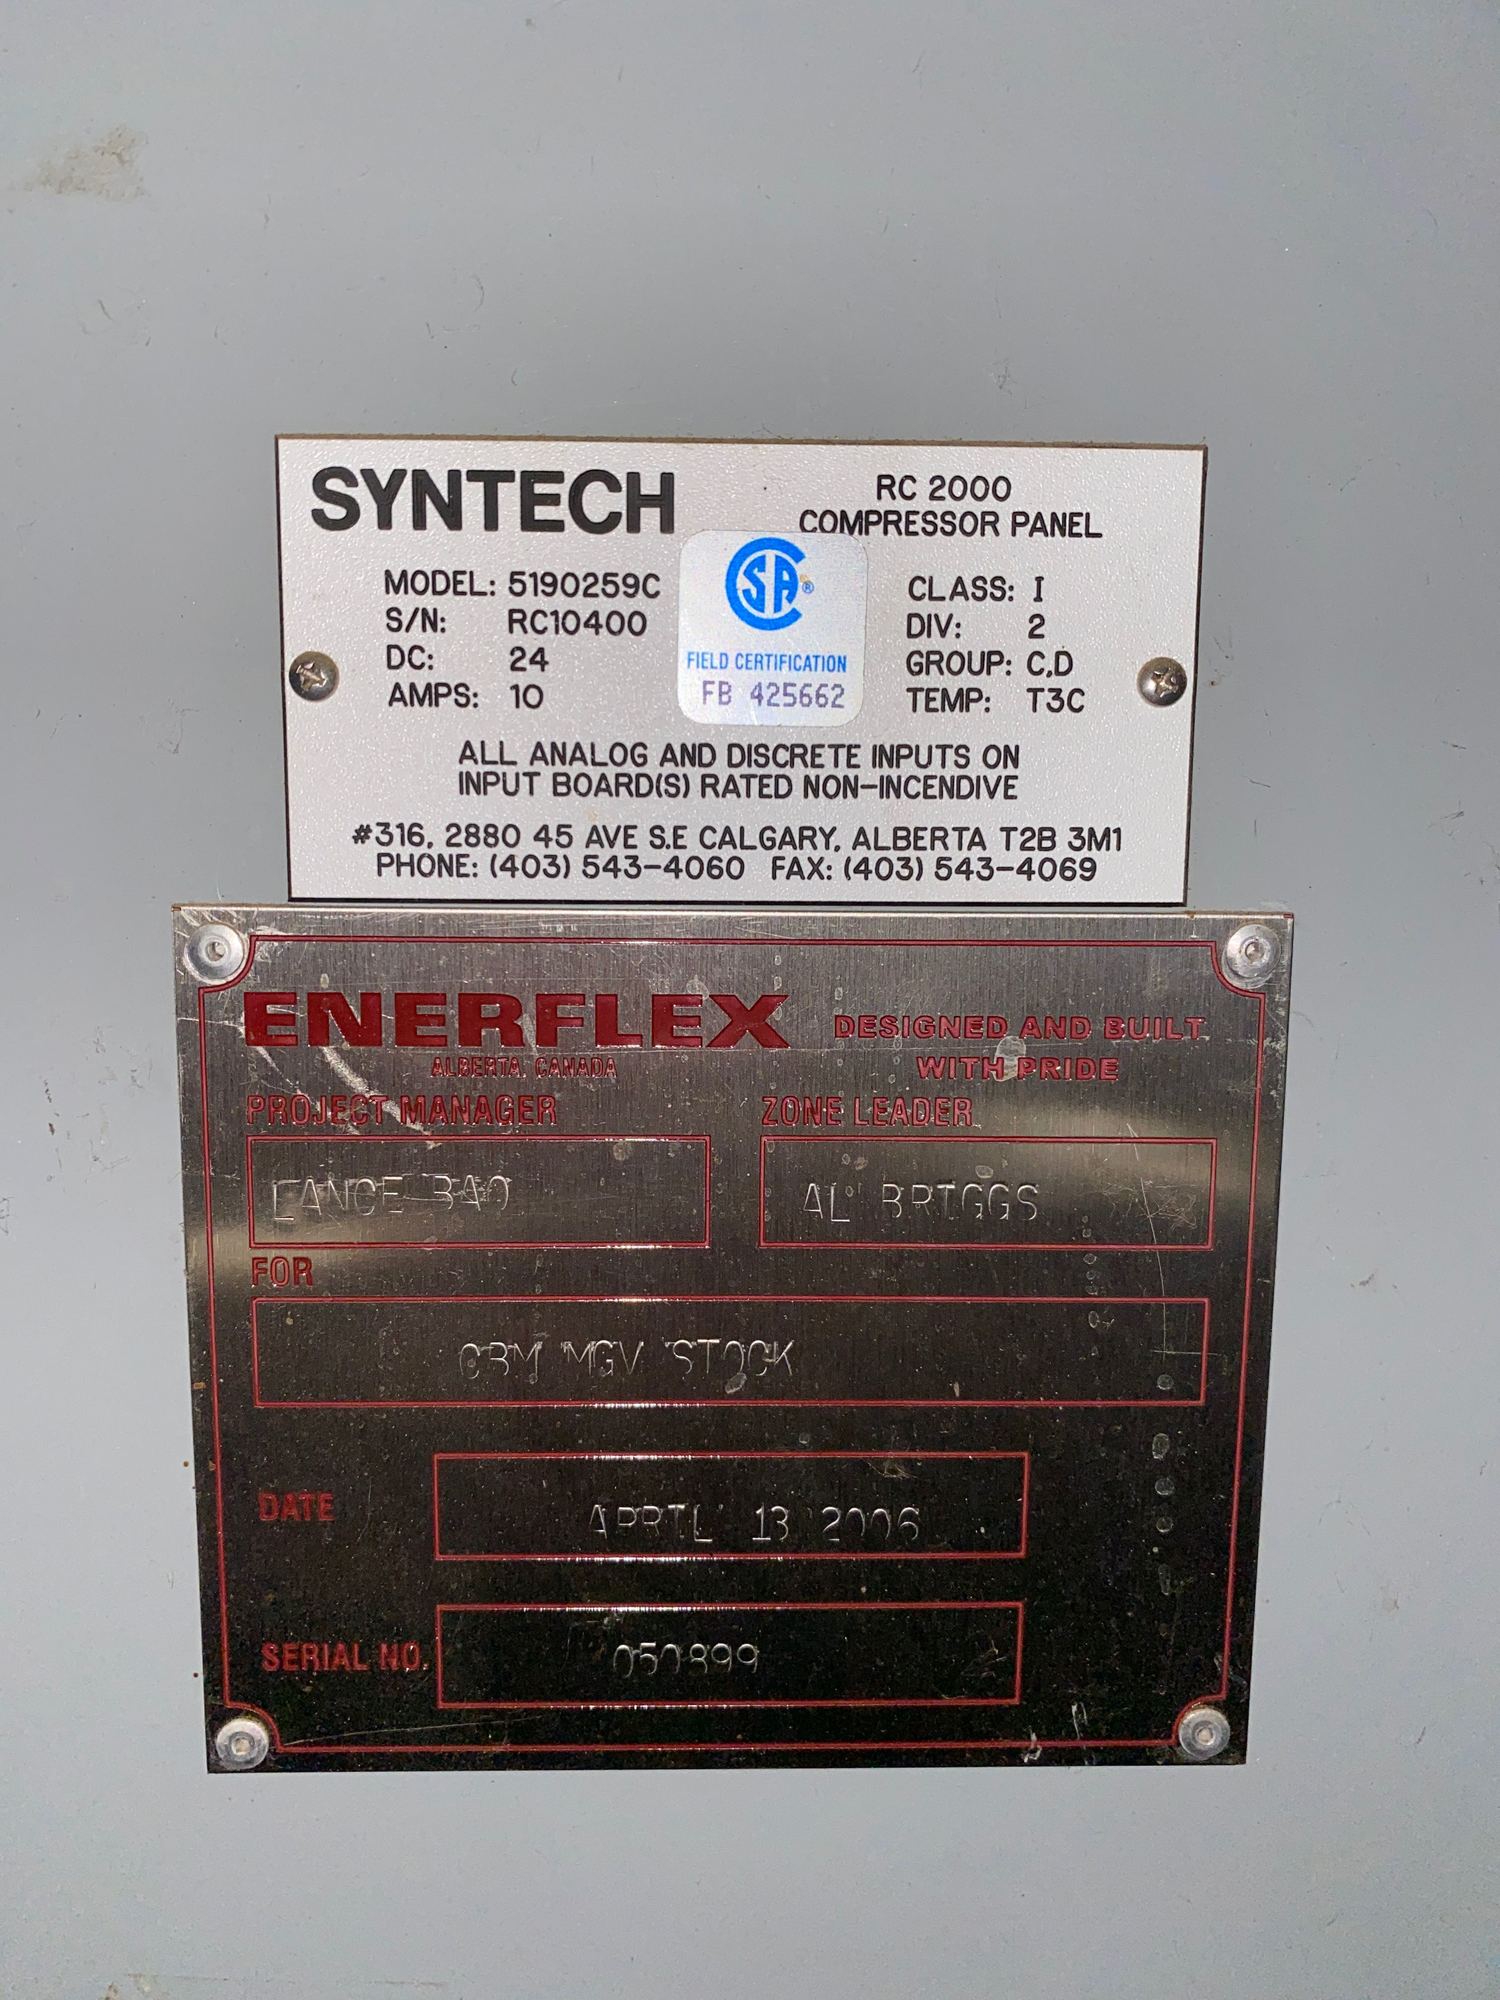 SYNTECH
RC 2000
COMPRESSOR PANEL
MODEL: 5190259C
S/N: RC10400
DC: 24
AMPS: 10
CSA®
FIELD CERTIFICATION
FB 425662
CLASS: I
DIV: 2
GROUP: C,D
TEMP: T3C
ALL ANALOG AND DISCRETE INPUTS ON
INPUT BOARD(S) RATED NON-INCENDIVE
#316, 2880 45 AVE S.E CALGARY, ALBERTA T2B 3M1
PHONE: (403) 543-4060 FAX: (403) 543-4069
ENERFLEX
ALBERTA, CANADA
DESIGNED AND BUILT
WITH PRIDE
PROJECT MANAGER
LANCE BAO
ZONE LEADER
AL BRIGGS
FOR
CBM MGV STOCK
DATE
APRIL 13 2006
SERIAL NO.
050899